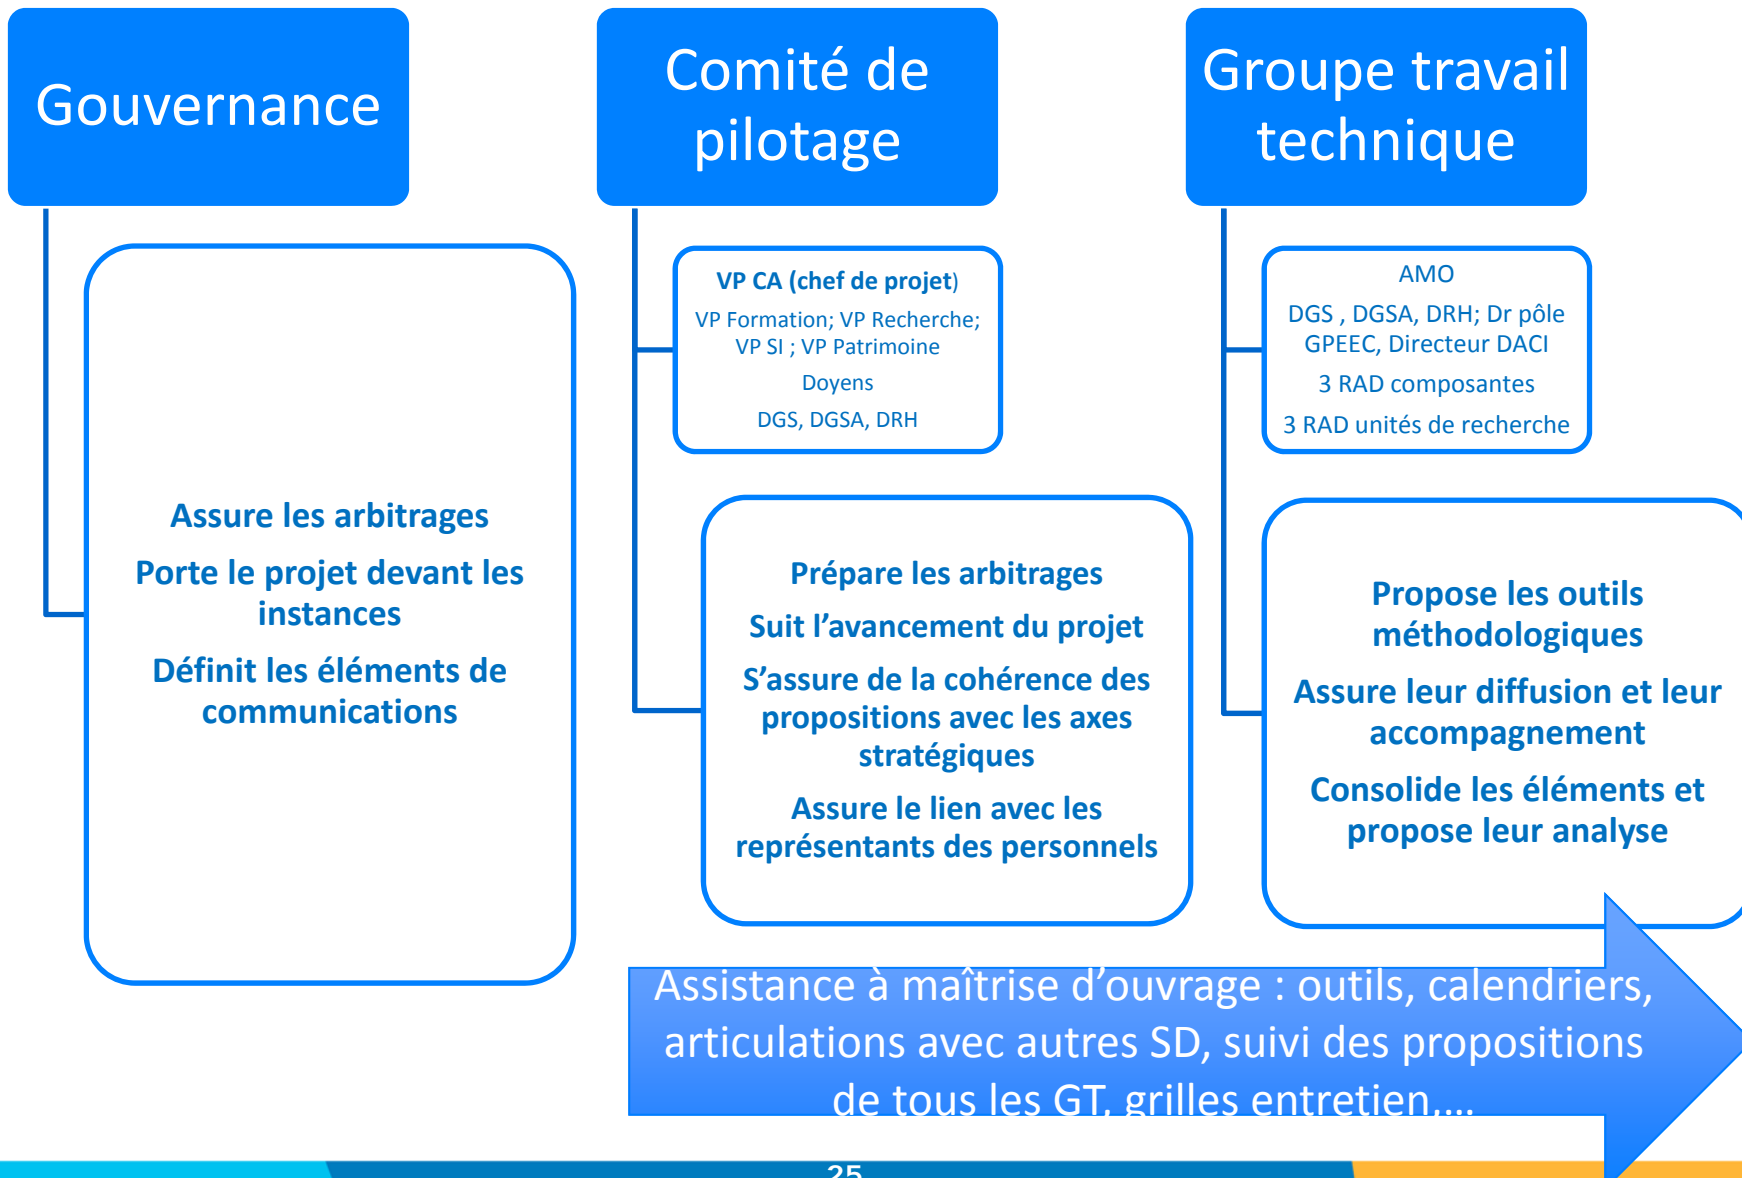 Gouvernance
Assure les arbitrages
Porte le projet devant les
instances
Définit les éléments de
communications
Comité de
pilotage
VP CA (chef de projet)
VP Formation; VP Recherche;
VP SI ; VP Patrimoine
Doyens
DGS, DGSA, DRH
Prépare les arbitrages
Suit l’avancement du projet
S’assure de la cohérence des
propositions avec les axes
stratégiques
Assure le lien avec les
représentants des personnels
Groupe travail
technique
AMO
DGS , DGSA, DRH; Dr pôle
GPEEC, Directeur DACI
3 RAD composantes
3 RAD unités de recherche
Propose les outils
méthodologiques
Assure leur diffusion et leur
accompagnement
Consolide les éléments et
propose leur analyse
Assistance à maîtrise d’ouvrage : outils, calendriers,
articulations avec autres SD, suivi des propositions
de tous les GT, grilles entretien,…
25